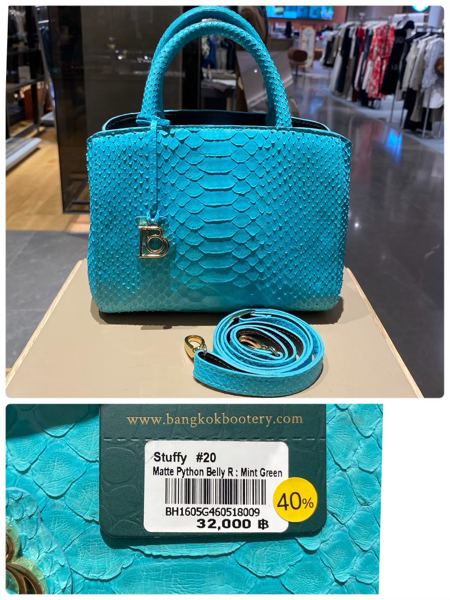 B
www.bangkokbootery.com
Stuffy #20
Matte Python Belly R : Mint Green
BH1605G460518009
40%
32,000 ฿